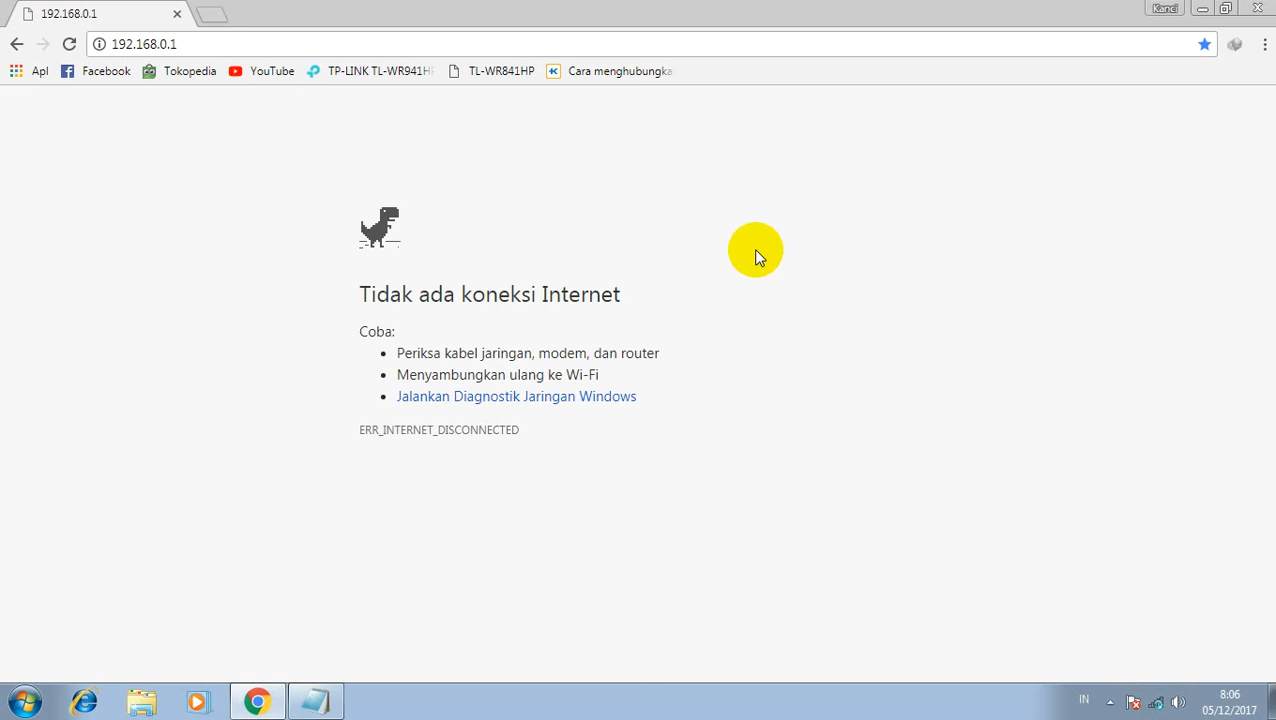 192.168.0.1
Kanci
192.168.0.1
Apl Facebook Tokopedia YouTube TP-LINK TL-WR941HP TL-WR841HP Cara menghubungka
Tidak ada koneksi Internet
Coba:
Periksa kabel jaringan, modem, dan router
Menyambungkan ulang ke Wi-Fi
Jalankan Diagnostik Jaringan Windows
ERR_INTERNET_DISCONNECTED
IN
8:06
05/12/2017